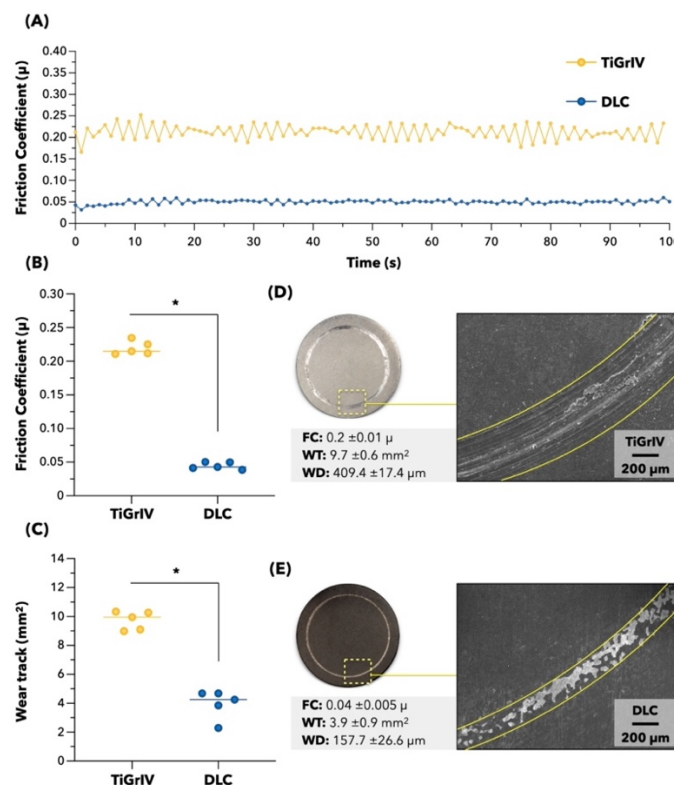 (A)
Friction Coefficient (μ)
0.40
0.35
0.30
0.25
0.20
0.15
0.10
0.05
0
TiGrIV
DLC
0 10 20 30 40 50 60 70 80 90 100
Time (s)
(B)
Friction Coefficient (μ)
0.30
0.25
0.20
0.15
0.10
0.05
0
*
TiGrIV DLC
(D)
FC: 0.2 ±0.01 μ
WT: 9.7 ±0.6 mm²
WD: 409.4 ±17.4 μm
TiGrIV
200 μm
(C)
Wear track (mm²)
14
12
10
8
6
4
2
0
*
TiGrIV DLC
(E)
FC: 0.04 ±0.005 μ
WT: 3.9 ±0.9 mm²
WD: 157.7 ±26.6 μm
DLC
200 μm